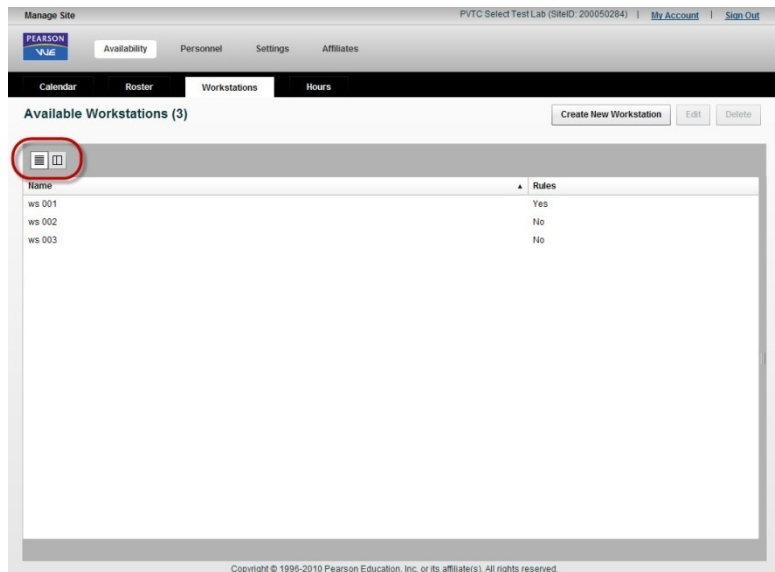 Manage Site PVTC Select Test Lab (SiteID: 200050284) | My Account | Sign Out
PEARSON
VUE
Availability Personnel Settings Affiliates
Calendar Roster Workstations Hours
Available Workstations (3) Create New Workstation Edit Delete
Name ▲ Rules
ws 001 Yes
ws 002 No
ws 003 No
Copyright © 1996-2010 Pearson Education, Inc. or its affiliate(s). All rights reserved.